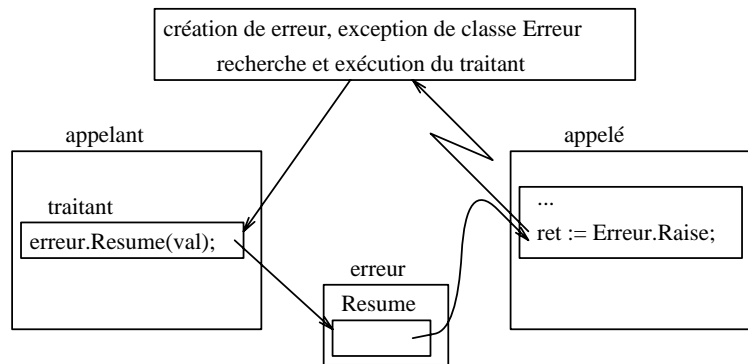 création de erreur, exception de classe Erreur
recherche et exécution du traitant
appelant
appelé
traitant
erreur.Resume(val);
...
ret := Erreur.Raise;
erreur
Resume